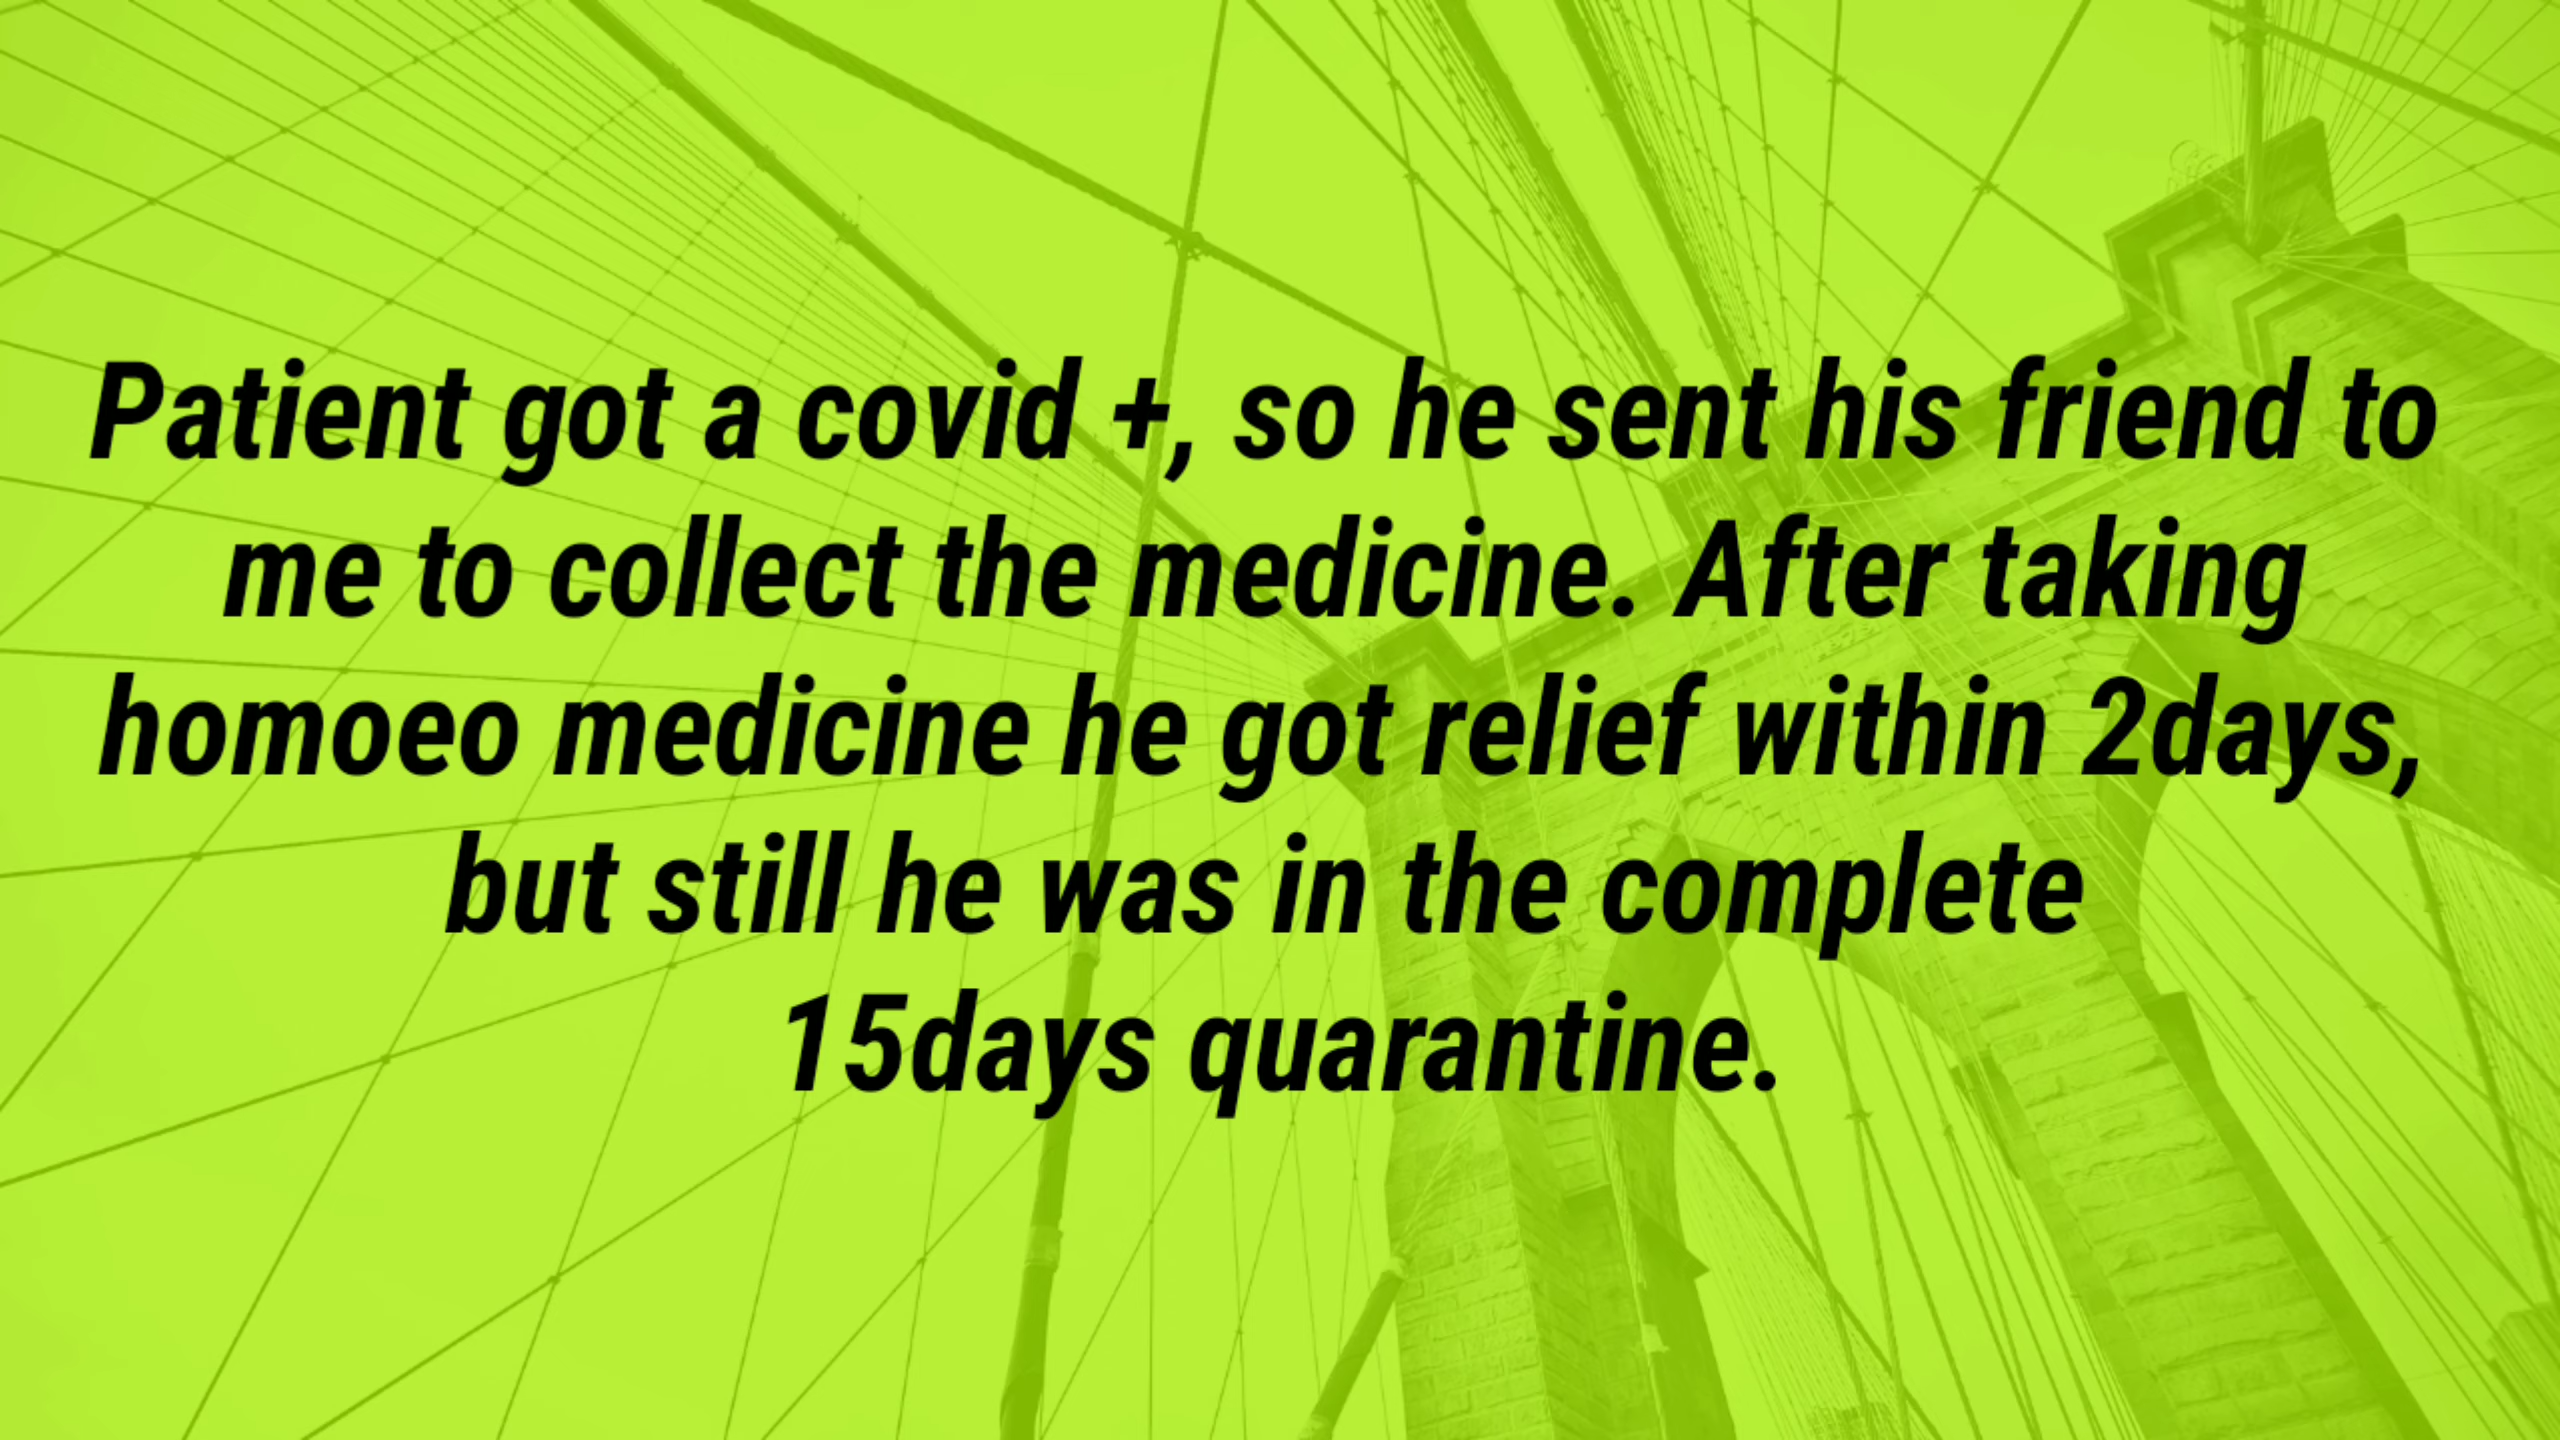 Patient got a covid +, so he sent his friend to
me to collect the medicine. After taking
homoeo medicine he got relief within 2days,
but still he was in the complete
15days quarantine.